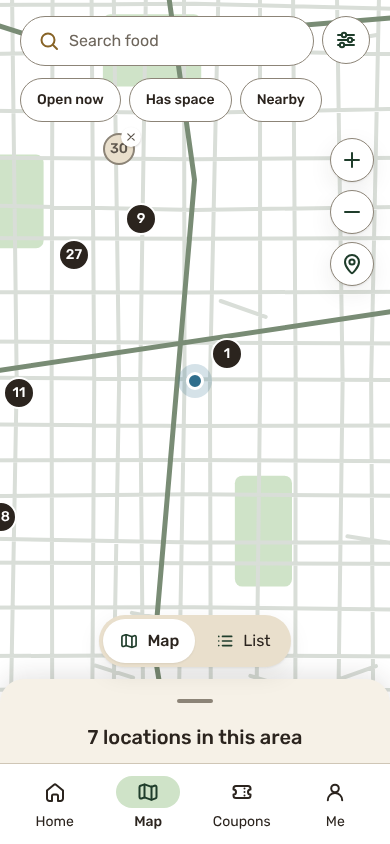 Search food
Open now
Has space
Nearby
30
9
27
1
11
8
Map
List
7 locations in this area
Home
Map
Coupons
Me